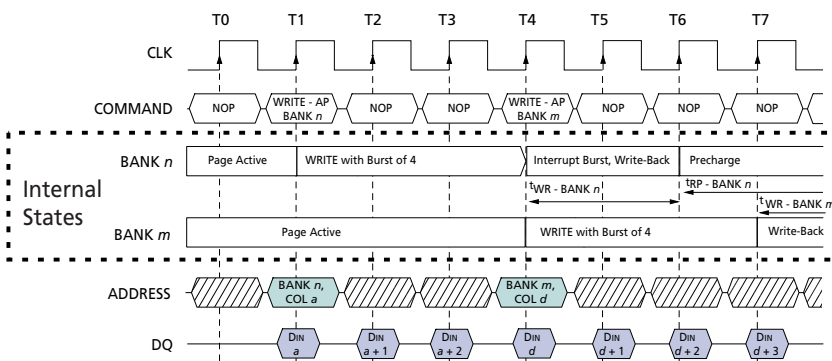 T0 T1 T2 T3 T4 T5 T6 T7
CLK
COMMAND NOP WRITE - AP BANK n NOP NOP WRITE - AP BANK m NOP NOP NOP
Internal States
BANK n Page Active WRITE with Burst of 4 Interrupt Burst, Write-Back Precharge
tWR - BANK n tRP - BANK n
tWR - BANK m
BANK m Page Active WRITE with Burst of 4 Write-Back
ADDRESS BANK n, COL a BANK m, COL d
DQ DIN a DIN a + 1 DIN a + 2 DIN d DIN d + 1 DIN d + 2 DIN d + 3